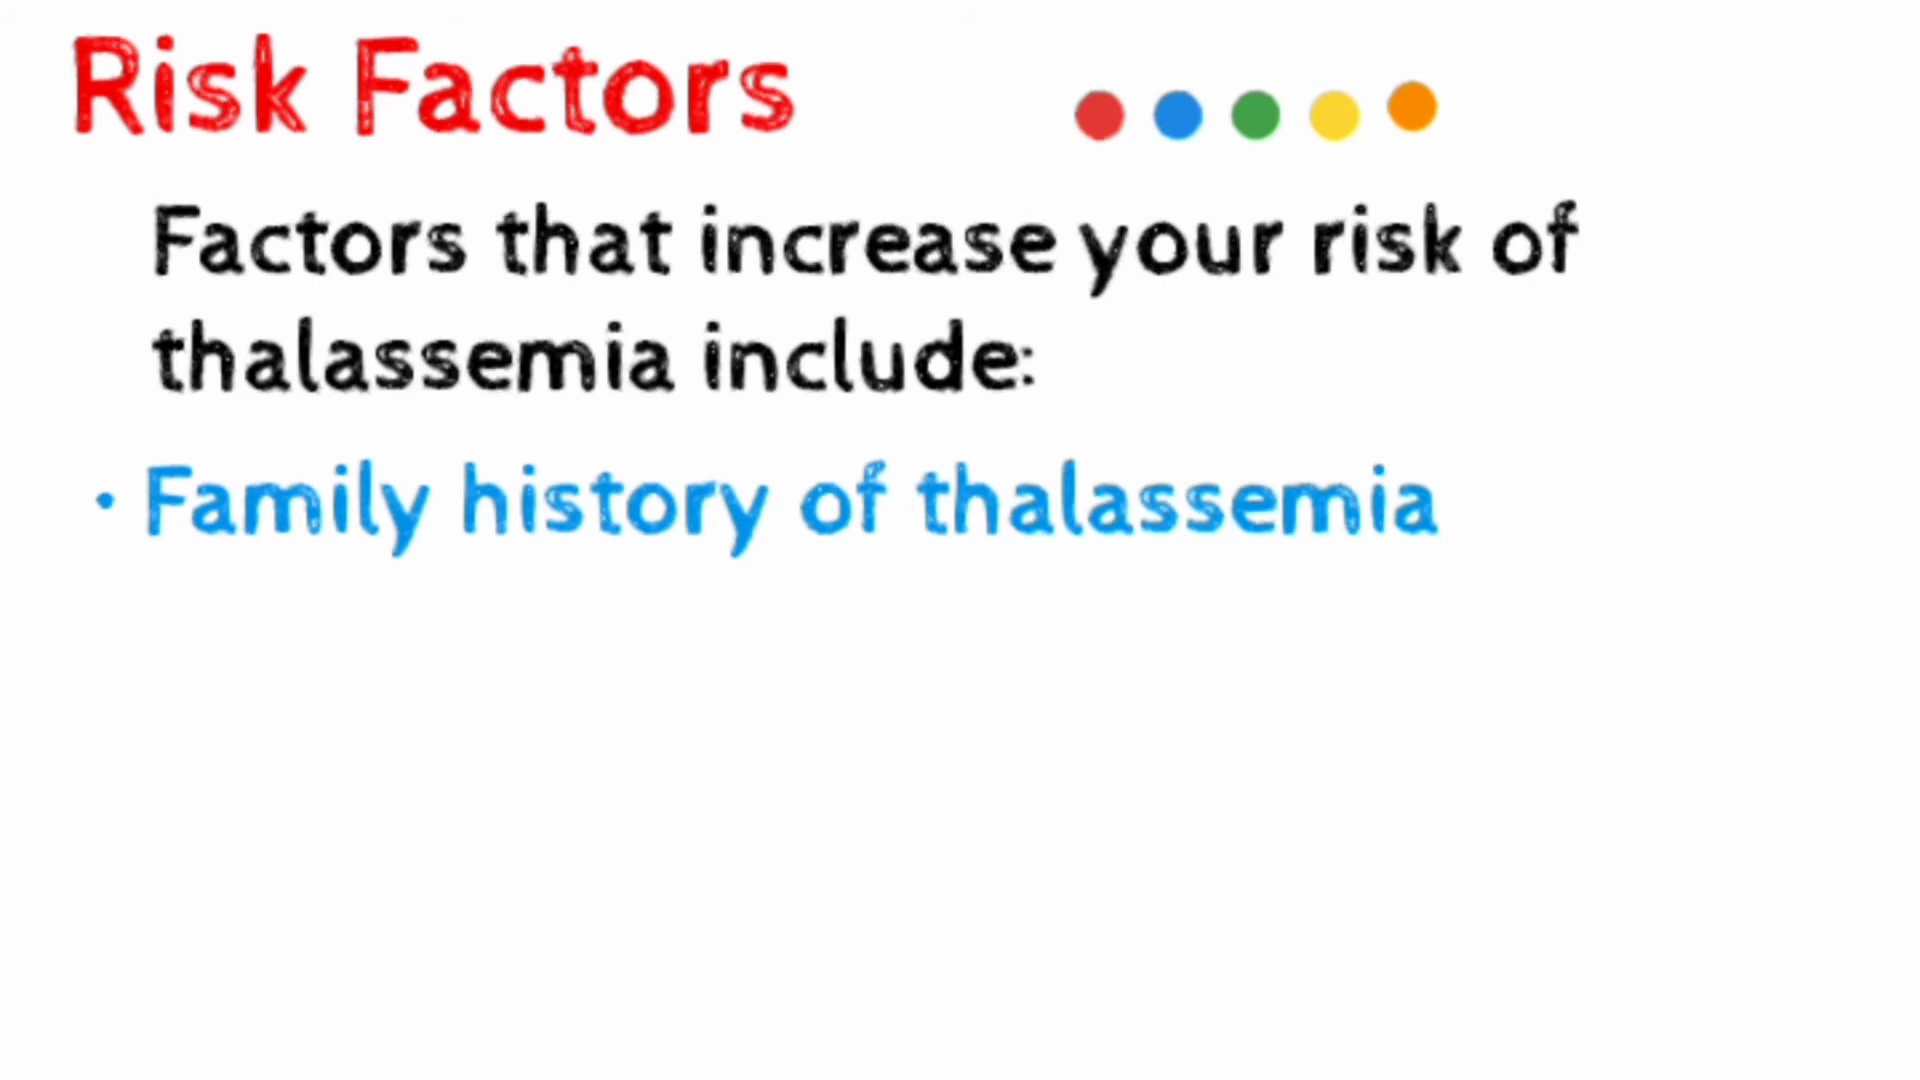 Risk Factors
Factors that increase your risk of
thalassemia include:
• Family history of thalassemia